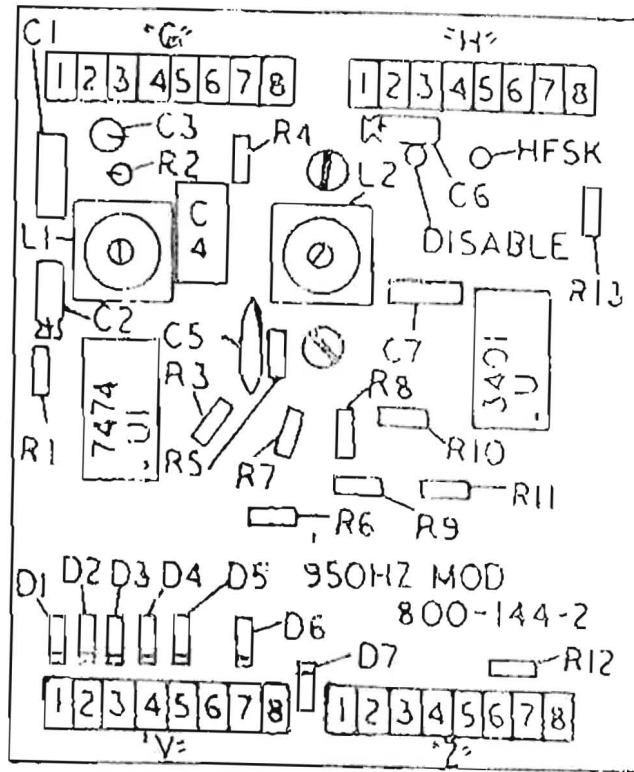 C1 "G" "H"
1 2 3 4 5 6 7 8 1 2 3 4 5 6 7 8
C3 R4 HFSK
R2 L2 C6
C4 DISABLE
L1 R13
C2 C5 C7
R3 R8
7474 U1 3401 U
R1 R5 R7 R10
R9 R11
R6
D1 D2 D3 D4 D5 950HZ MOD
D6 800-144-2
D7 R12
1 2 3 4 5 6 7 8 1 2 3 4 5 6 7 8
"V"